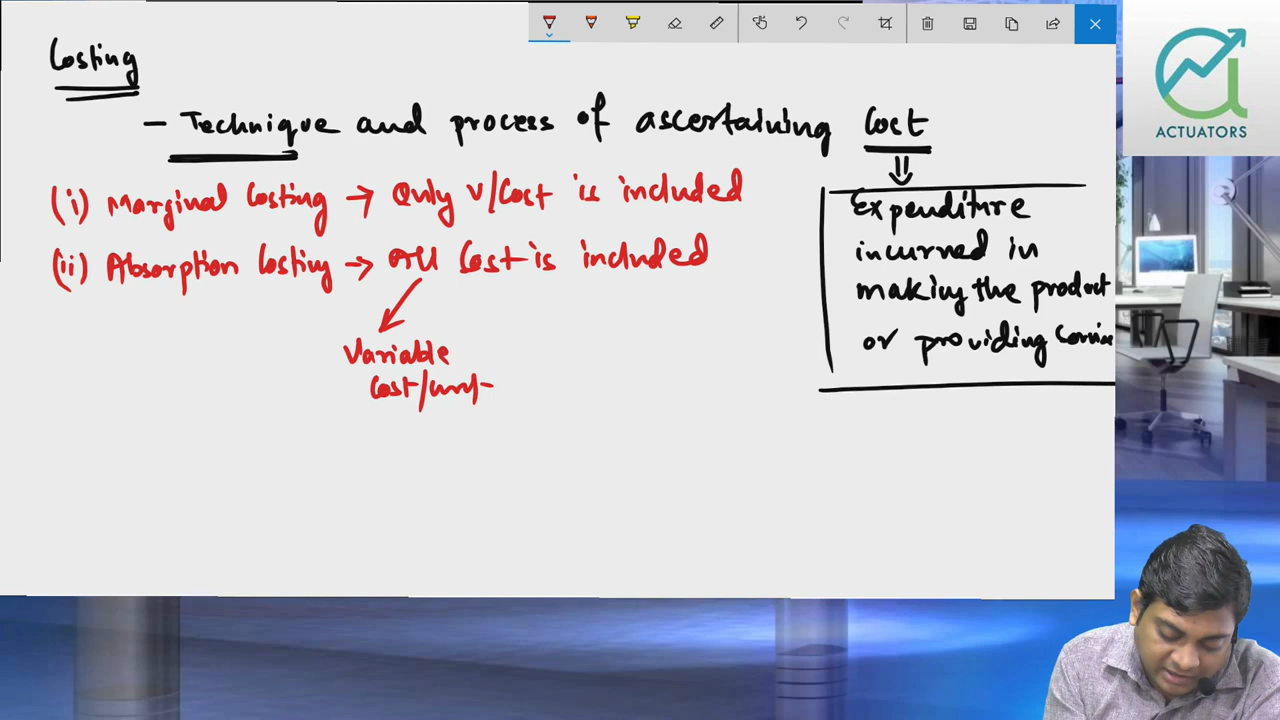 Costing
ACTUATORS
- Technique and process of ascertaining Cost
(i) Marginal Costing → Only v/Cost is included
(ii) Absorption Costing → All Cost is included
Expenditure
incurred in
making the product
or providing Service
Variable
Cost/unit